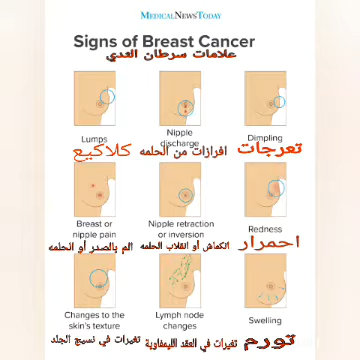 MEDICALNEWSTODAY
Signs of Breast Cancer
علامات سرطان الثدي
Lumps
Nipple
discharge
Dimpling
كلاكيع
افرازات من الحلمه
تعرجات
Breast or
nipple pain
Nipple retraction
or inversion
Redness
الم بالصدر أو الحلمه
انكماش أو انقلاب الحلمه
احمرار
Changes to the
skin's texture
Lymph node
changes
Swelling
تغيرات في نسيج الجلد
تغيرات في العقد الليمفاوية
تورم